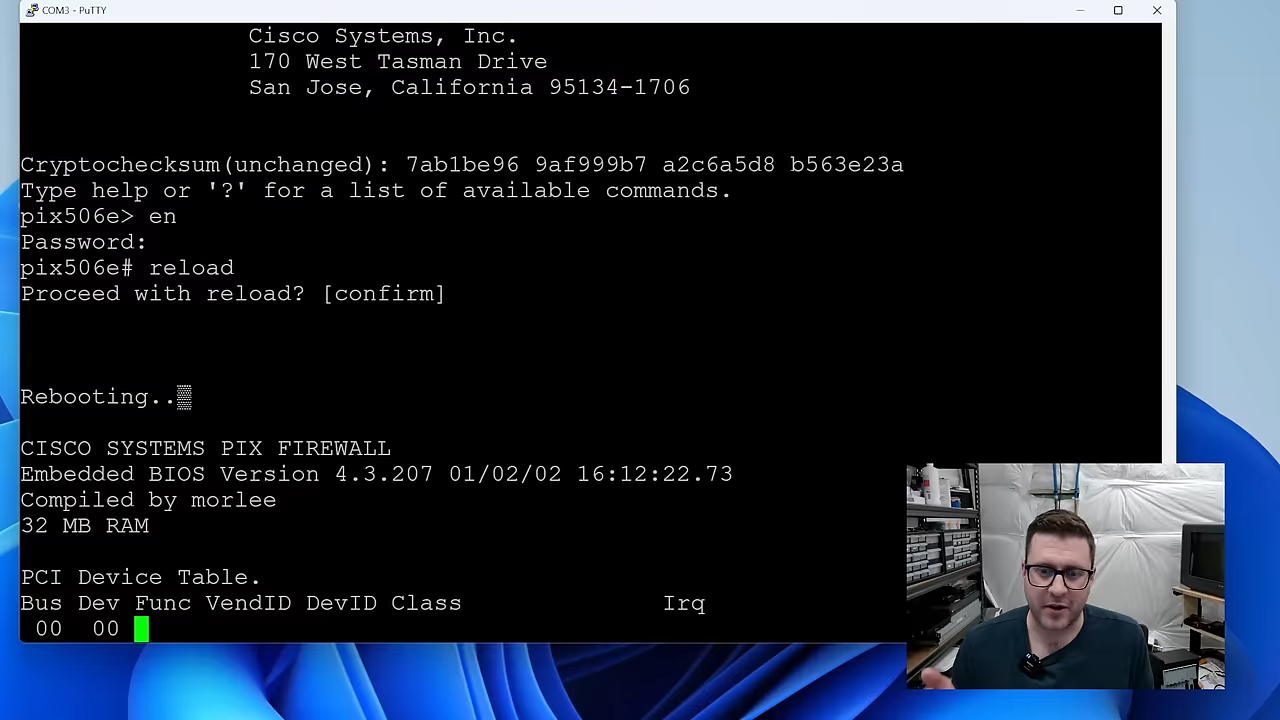 COM3 - PuTTY
Cisco Systems, Inc.
170 West Tasman Drive
San Jose, California 95134-1706
Cryptochecksum(unchanged): 7ab1be96 9af999b7 a2c6a5d8 b563e23a
Type help or '?' for a list of available commands.
pix506e> en
Password:
pix506e# reload
Proceed with reload? [confirm]
Rebooting..
CISCO SYSTEMS PIX FIREWALL
Embedded BIOS Version 4.3.207 01/02/02 16:12:22.73
Compiled by morlee
32 MB RAM
PCI Device Table.
Bus Dev Func VendID DevID Class Irq
00 00